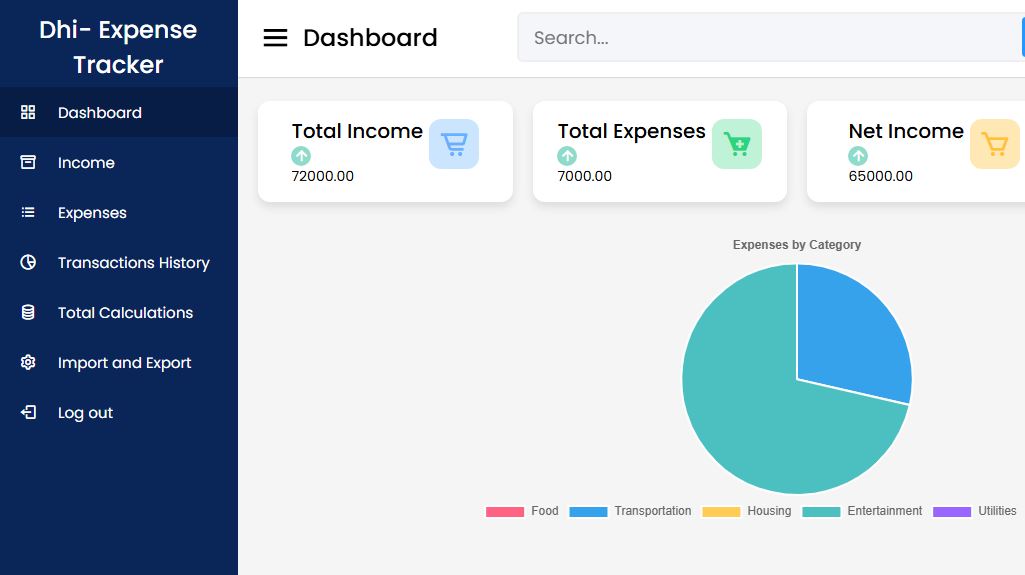 Dhi- Expense
Tracker
Dashboard
Income
Expenses
Transactions History
Total Calculations
Import and Export
Log out
Dashboard
Search...
Total Income
72000.00
Total Expenses
7000.00
Net Income
65000.00
Expenses by Category
Food Transportation Housing Entertainment Utilities